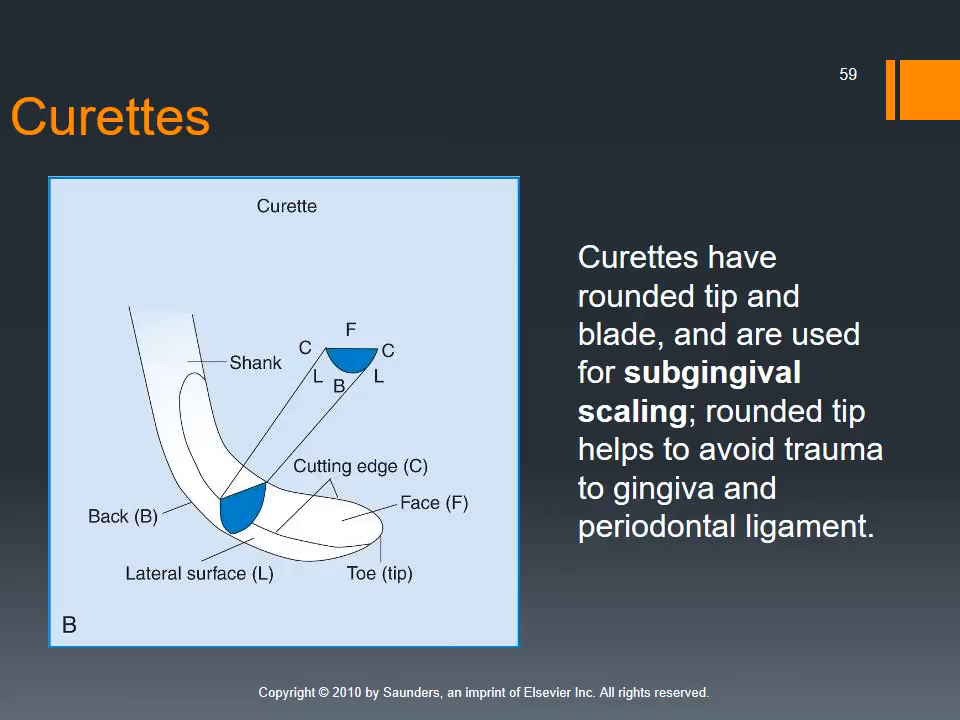 59
Curettes
Curette
F
C
C
L
L
B
Shank
Cutting edge (C)
Face (F)
Back (B)
Lateral surface (L)
Toe (tip)
B
Curettes have
rounded tip and
blade, and are used
for subgingival
scaling; rounded tip
helps to avoid trauma
to gingiva and
periodontal ligament.
Copyright © 2010 by Saunders, an imprint of Elsevier Inc. All rights reserved.